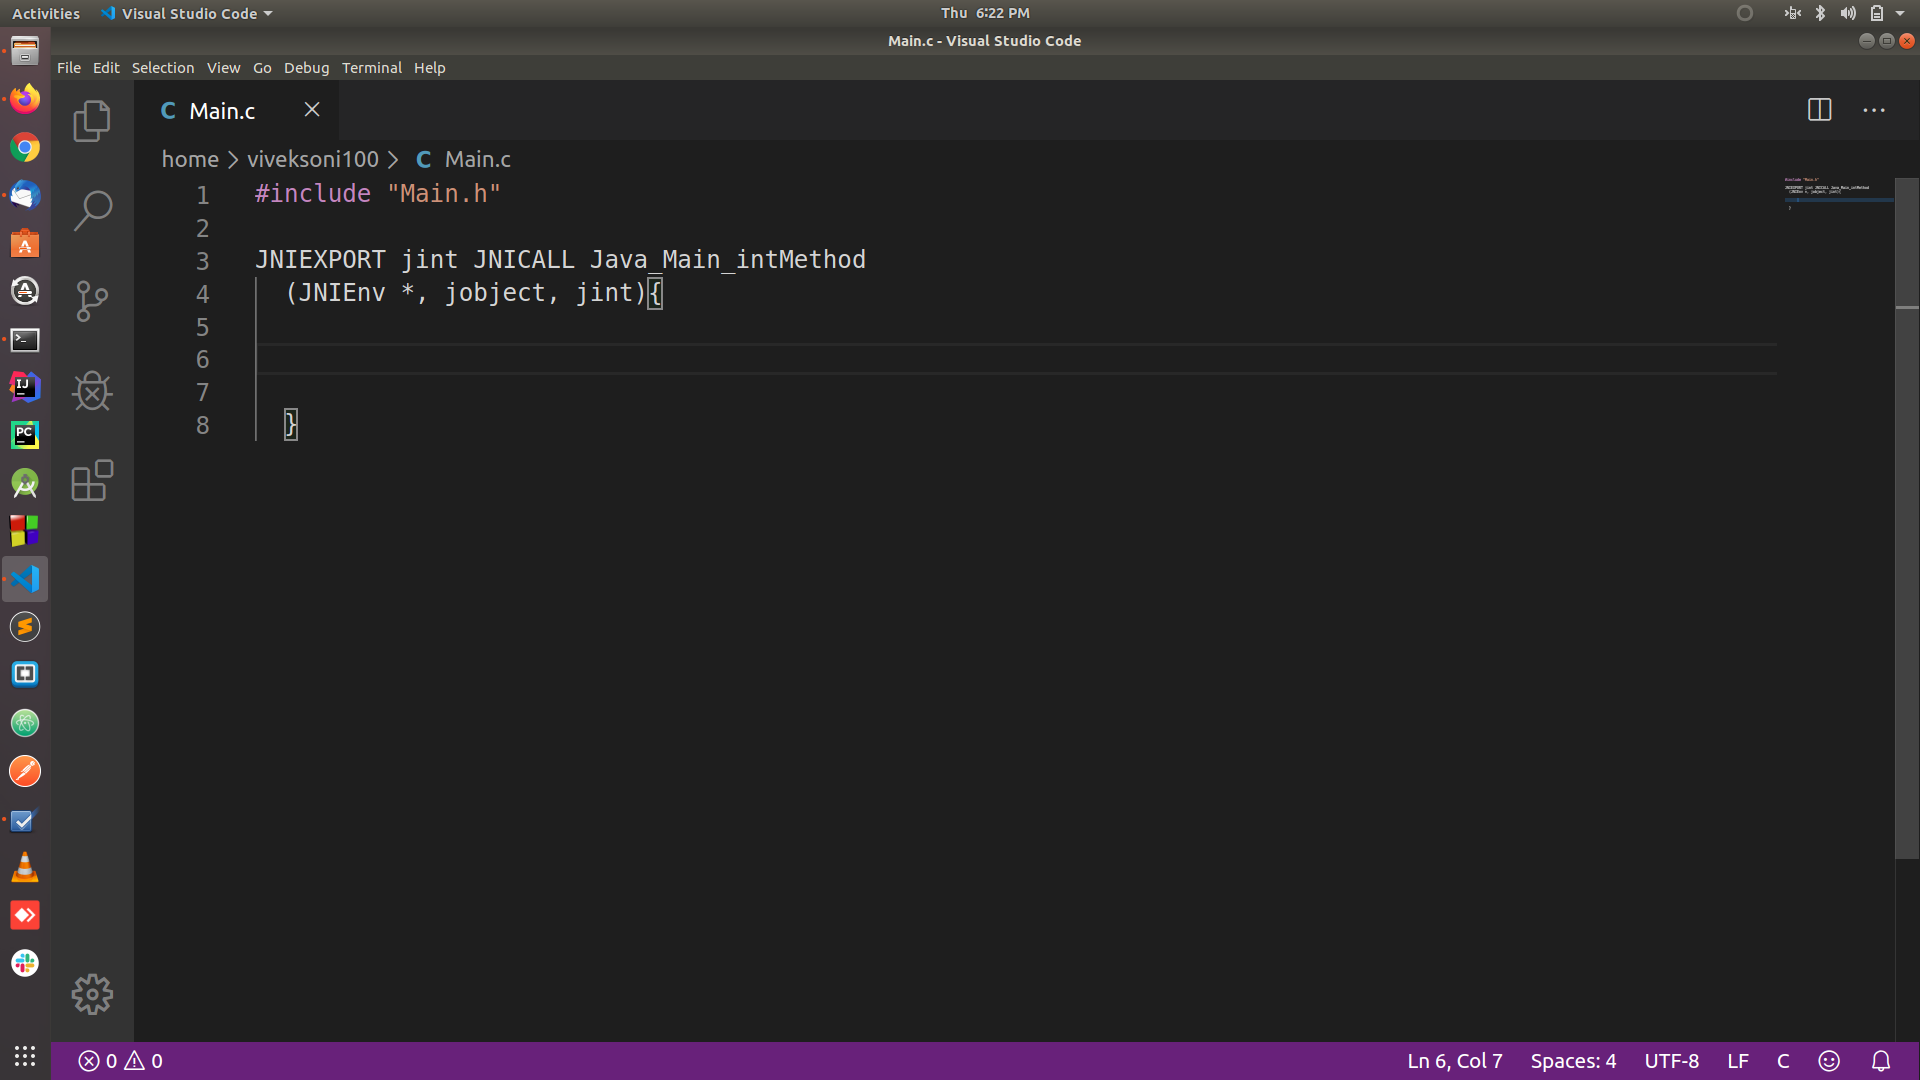 Activities Visual Studio Code Thu 6:22 PM
Main.c - Visual Studio Code
File Edit Selection View Go Debug Terminal Help
C Main.c
home > viveksoni100 > C Main.c
1 #include "Main.h"
2
3 JNIEXPORT jint JNICALL Java_Main_intMethod
4 (JNIEnv *, jobject, jint){
5
6
7
8 }
0 0 Ln 6, Col 7 Spaces: 4 UTF-8 LF C